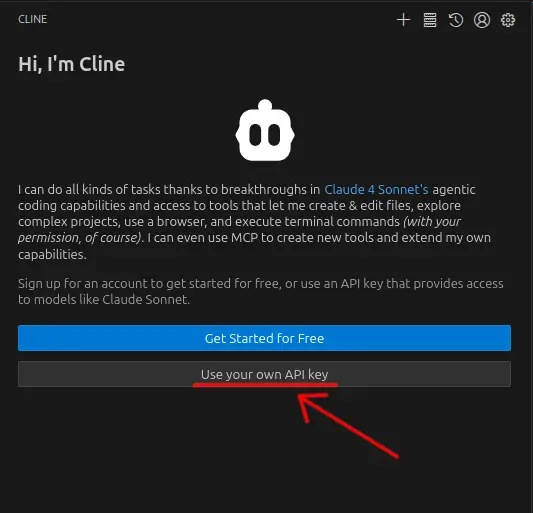 CLINE
Hi, I'm Cline
I can do all kinds of tasks thanks to breakthroughs in Claude 4 Sonnet's agentic
coding capabilities and access to tools that let me create & edit files, explore
complex projects, use a browser, and execute terminal commands (with your
permission, of course). I can even use MCP to create new tools and extend my own
capabilities.
Sign up for an account to get started for free, or use an API key that provides access
to models like Claude Sonnet.
Get Started for Free
Use your own API key